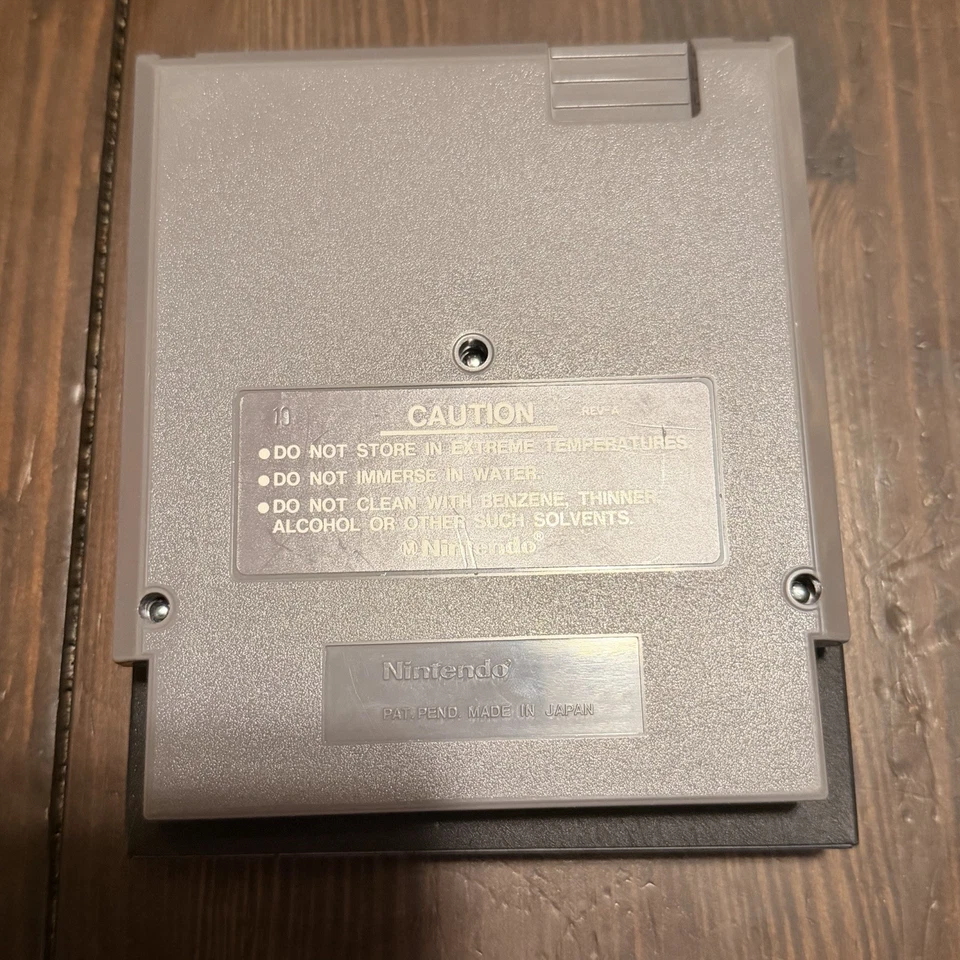 10 CAUTION REV-A
● DO NOT STORE IN EXTREME TEMPERATURES.
● DO NOT IMMERSE IN WATER.
● DO NOT CLEAN WITH BENZENE, THINNER,
ALCOHOL OR OTHER SUCH SOLVENTS.
Ⓜ Nintendo®
Nintendo®
PAT. PEND. MADE IN JAPAN